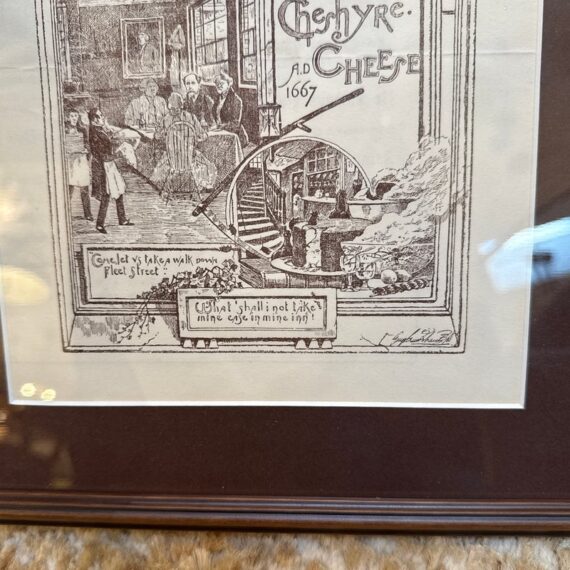 Cheshyre.
CHEESE
A.D
1667
"Come, let vs take a walk down
Fleet Street"
"What shall i not take
mine ease in mine inn"